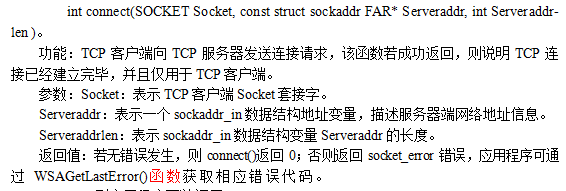 int connect(SOCKET Socket, const struct sockaddr FAR* Serveraddr, int Serveraddr-
len )。
功能：TCP 客户端向 TCP 服务器发送连接请求，该函数若成功返回，则说明 TCP 连
接已经建立完毕，并且仅用于 TCP 客户端。
参数：Socket：表示 TCP 客户端 Socket 套接字。
Serveraddr：表示一个 sockaddr_in 数据结构地址变量，描述服务器端网络地址信息。
Serveraddrlen：表示 sockaddr_in 数据结构变量 Serveraddr 的长度。
返回值：若无错误发生，则 connect()返回 0；否则返回 socket_error 错误，应用程序可通
过 WSAGetLastError()函数获取相应错误代码。